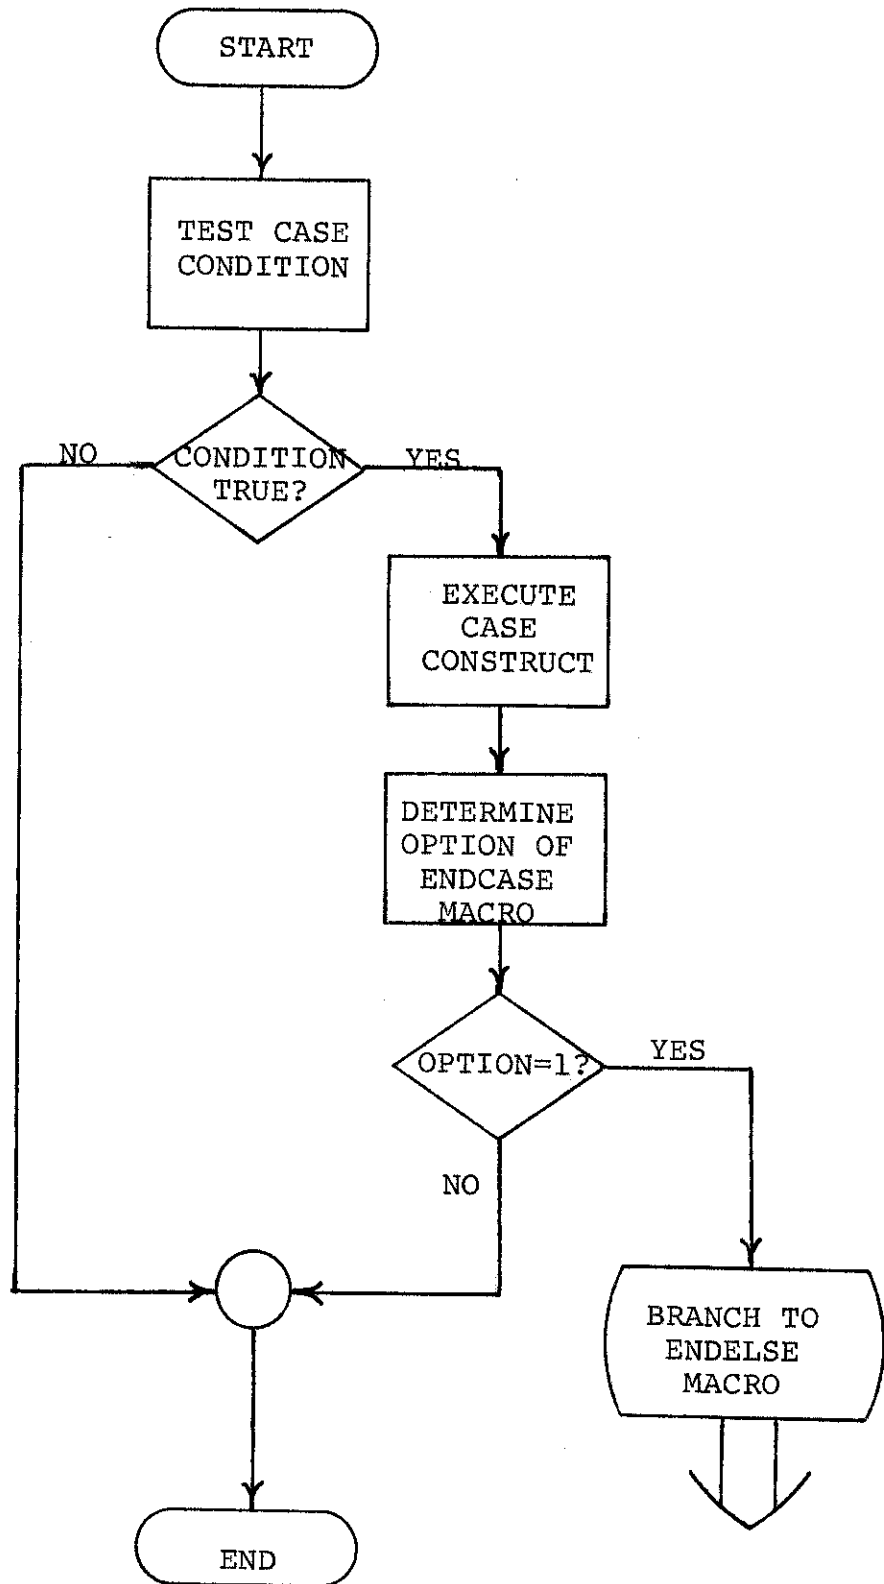 START
TEST CASE
CONDITION
NO
CONDITION
TRUE?
YES
EXECUTE
CASE
CONSTRUCT
DETERMINE
OPTION OF
ENDCASE
MACRO
OPTION=1?
YES
NO
BRANCH TO
ENDELSE
MACRO
END